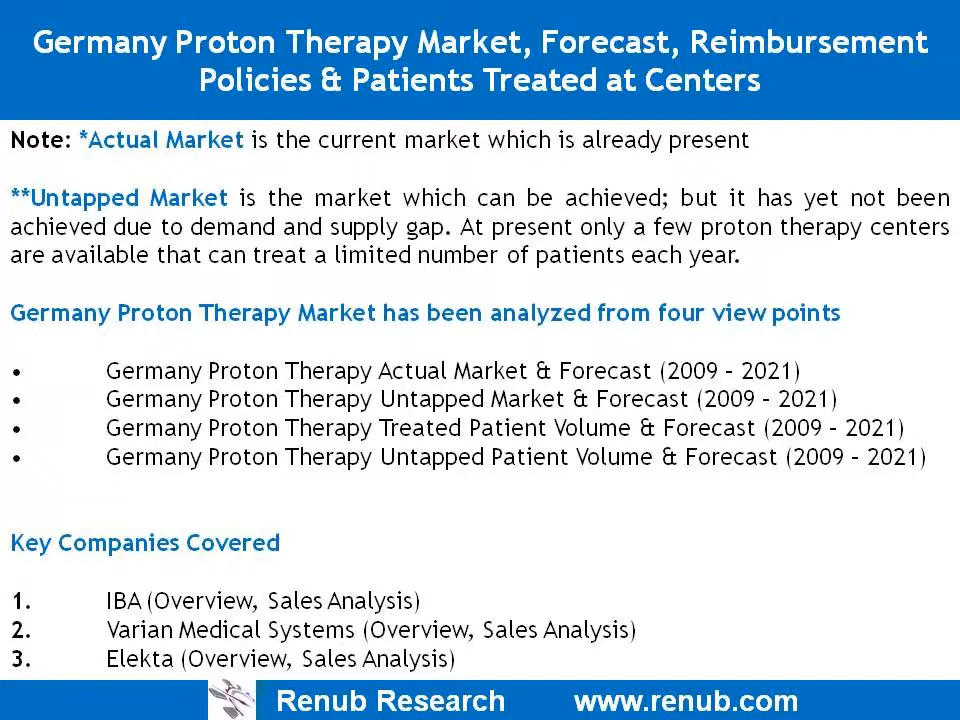 Germany Proton Therapy Market, Forecast, Reimbursement
Policies & Patients Treated at Centers
Note: *Actual Market is the current market which is already present
**Untapped Market is the market which can be achieved; but it has yet not been
achieved due to demand and supply gap. At present only a few proton therapy centers
are available that can treat a limited number of patients each year.
Germany Proton Therapy Market has been analyzed from four view points
• Germany Proton Therapy Actual Market & Forecast (2009 – 2021)
• Germany Proton Therapy Untapped Market & Forecast (2009 – 2021)
• Germany Proton Therapy Treated Patient Volume & Forecast (2009 – 2021)
• Germany Proton Therapy Untapped Patient Volume & Forecast (2009 – 2021)
Key Companies Covered
1. IBA (Overview, Sales Analysis)
2. Varian Medical Systems (Overview, Sales Analysis)
3. Elekta (Overview, Sales Analysis)
Renub Research www.renub.com